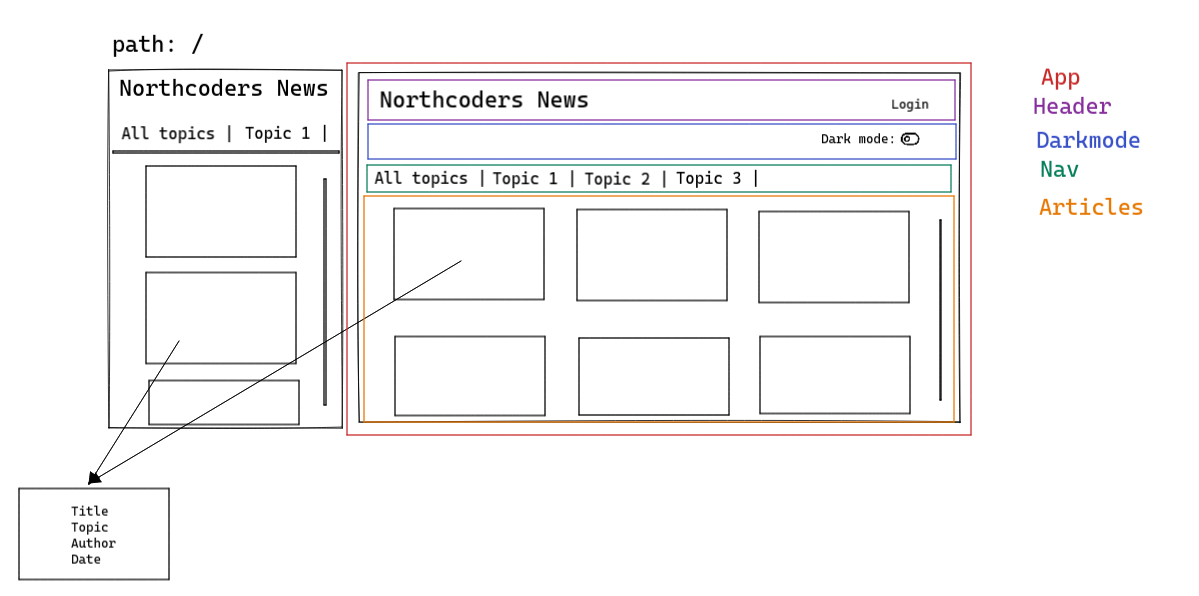 path: /
Northcoders News
All topics | Topic 1 |
Northcoders News
Login
Dark mode:
All topics | Topic 1 | Topic 2 | Topic 3 |
App
Header
Darkmode
Nav
Articles
Title
Topic
Author
Date